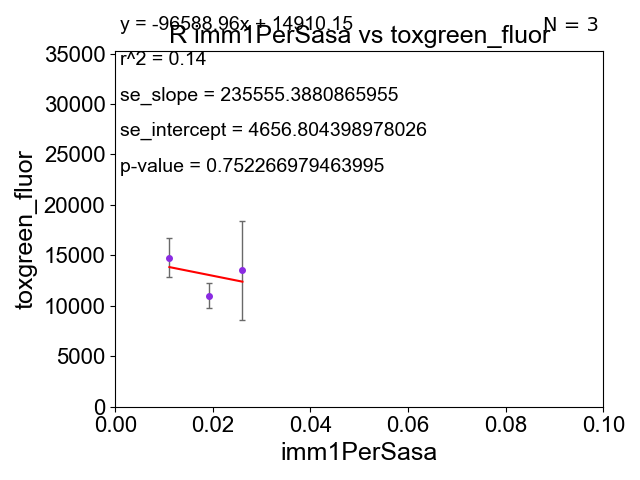 y = -96588.96x + 14910.15
N = 3
R imm1PerSasa vs toxgreen_fluor
r^2 = 0.14
se_slope = 235555.3880865955
se_intercept = 4656.804398978026
p-value = 0.752266979463995
toxgreen_fluor
35000
30000
25000
20000
15000
10000
5000
0
0.00 0.02 0.04 0.06 0.08 0.10
imm1PerSasa